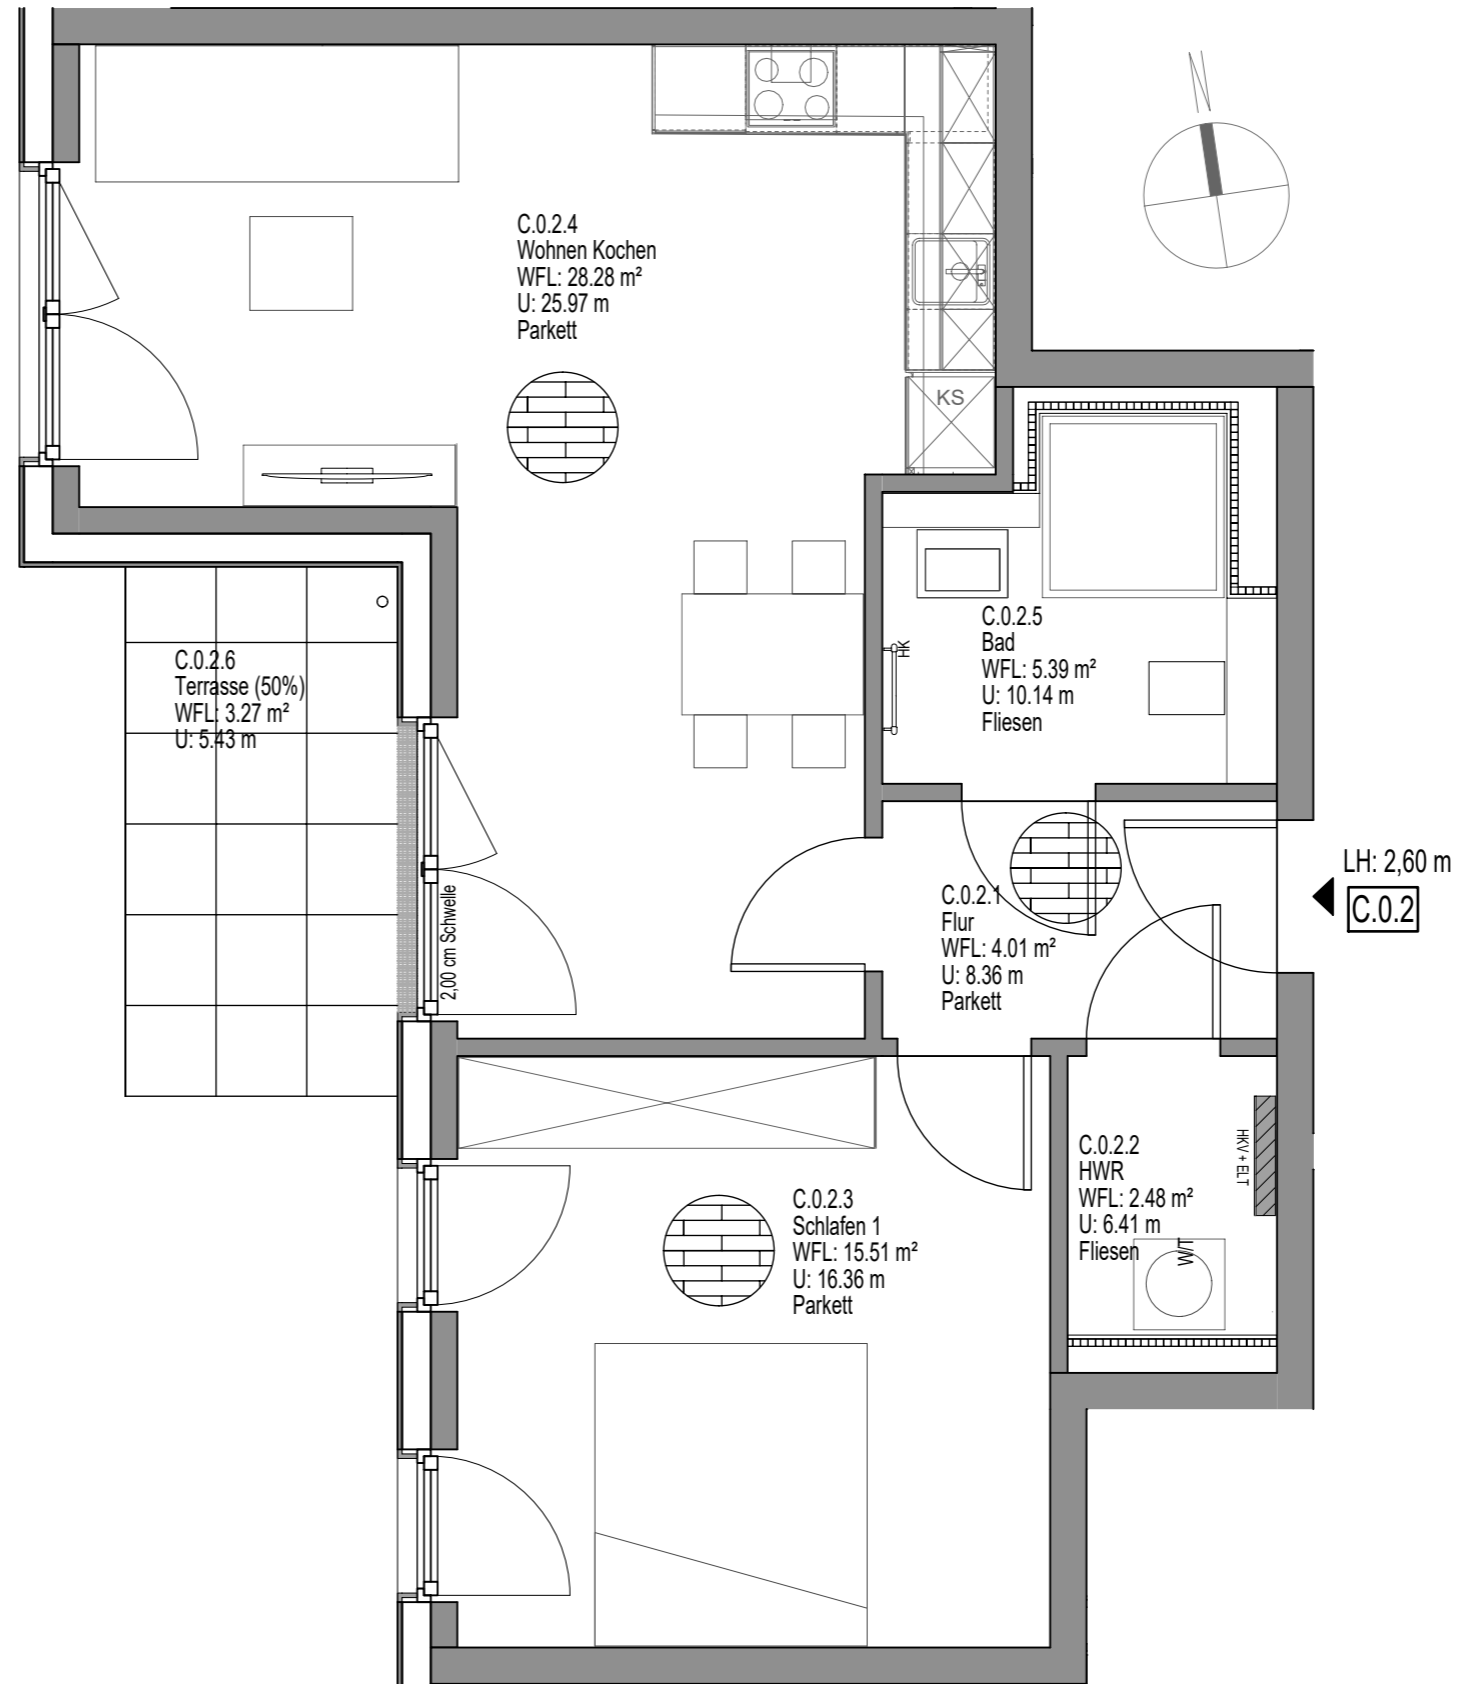 C.0.2.4
Wohnen Kochen
WFL: 28.28 m²
U: 25.97 m
Parkett
KS
C.0.2.5
Bad
WFL: 5.39 m²
U: 10.14 m
Fliesen
HK
C.0.2.6
Terrasse (50%)
WFL: 3.27 m²
U: 5.43 m
2,00 cm Schwelle
LH: 2,60 m
C.0.2
C.0.2.1
Flur
WFL: 4.01 m²
U: 8.36 m
Parkett
C.0.2.2
HWR
WFL: 2.48 m²
U: 6.41 m
Fliesen
HKV + ELT
W/T
C.0.2.3
Schlafen 1
WFL: 15.51 m²
U: 16.36 m
Parkett
N